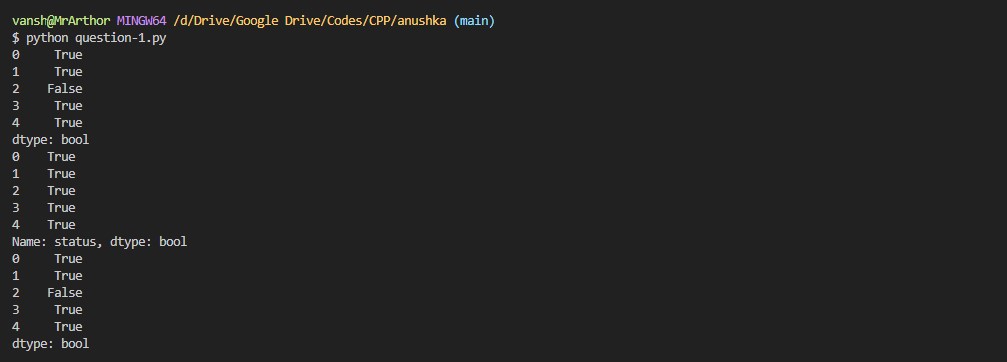 vansh@MrArthor MINGW64 /d/Drive/Google Drive/Codes/CPP/anushka (main)
$ python question-1.py
0     True
1     True
2    False
3     True
4     True
dtype: bool
0    True
1    True
2    True
3    True
4    True
Name: status, dtype: bool
0     True
1     True
2    False
3     True
4     True
dtype: bool